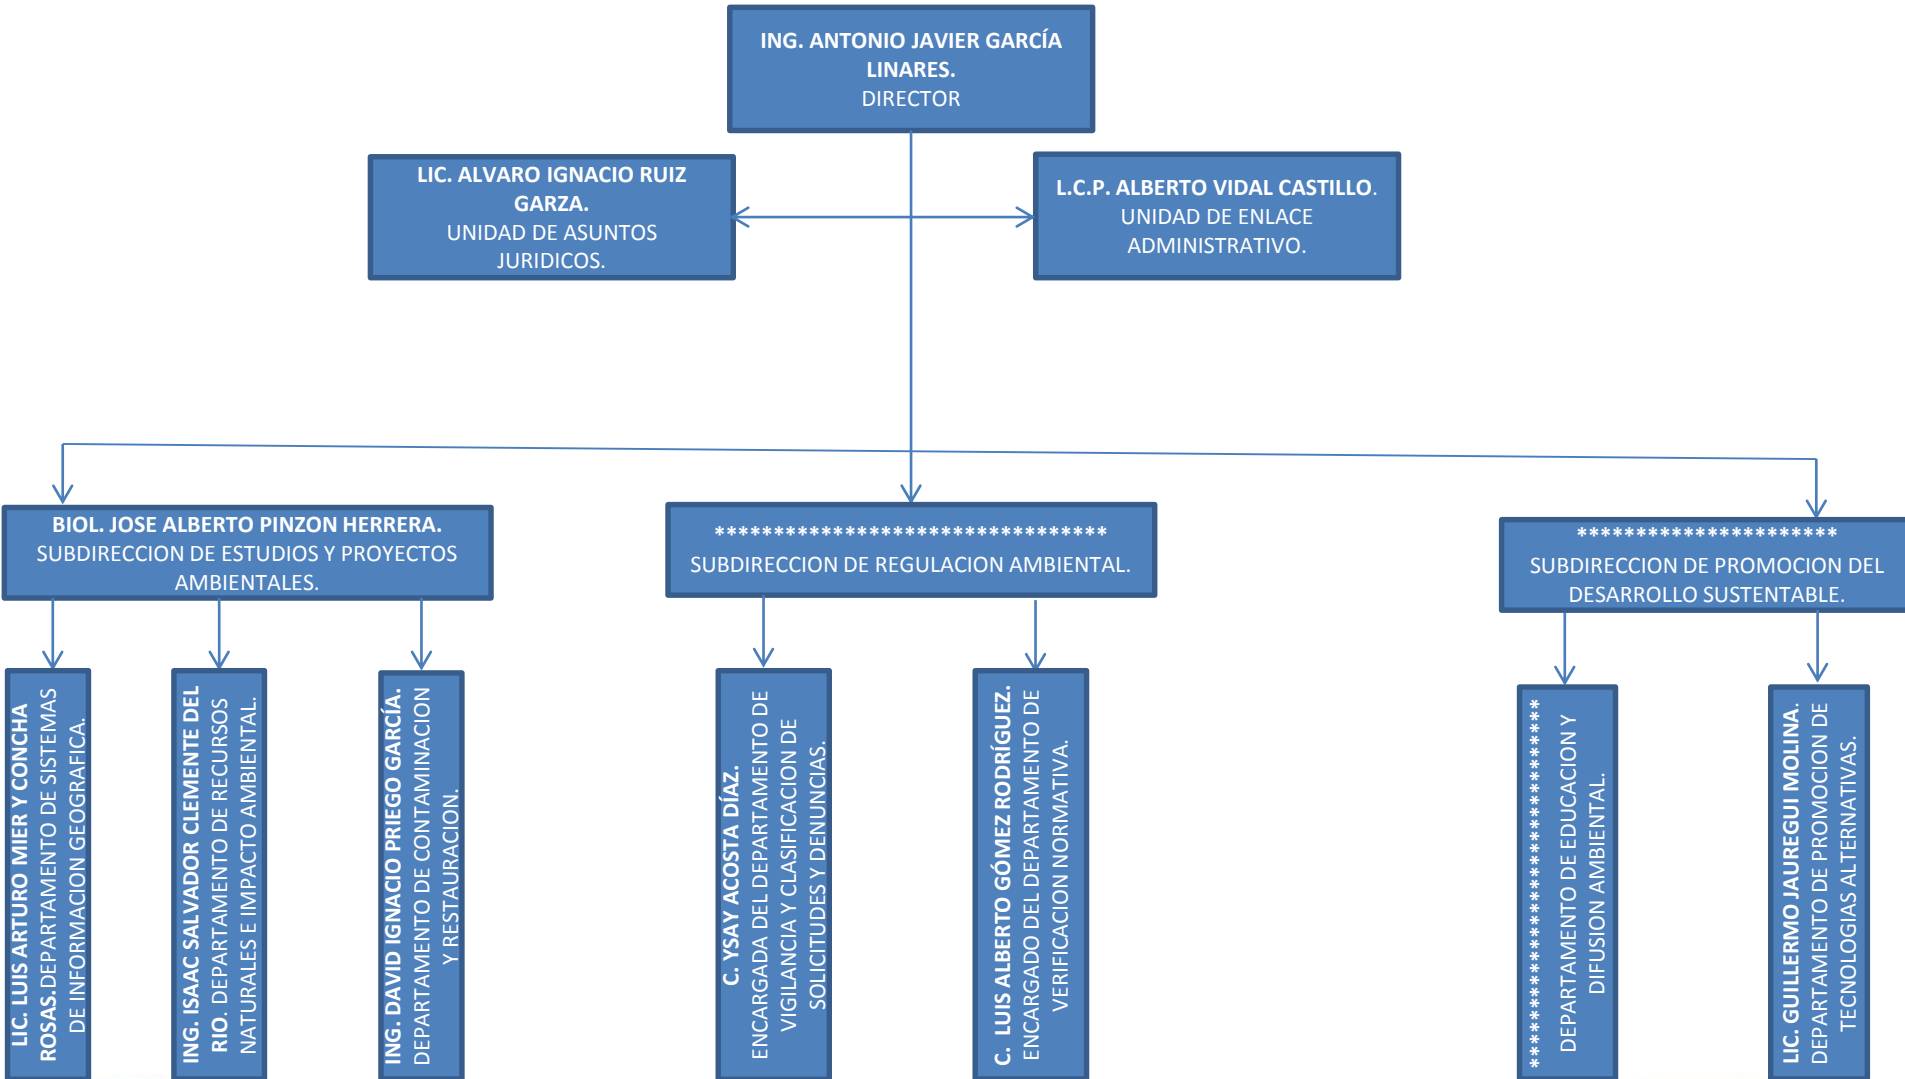 ING. ANTONIO JAVIER GARCÍA
LINARES.
DIRECTOR
LIC. ALVARO IGNACIO RUIZ
GARZA.
UNIDAD DE ASUNTOS
JURIDICOS.
L.C.P. ALBERTO VIDAL CASTILLO.
UNIDAD DE ENLACE
ADMINISTRATIVO.
BIOL. JOSE ALBERTO PINZON HERRERA.
SUBDIRECCION DE ESTUDIOS Y PROYECTOS
AMBIENTALES.
*********************************
SUBDIRECCION DE REGULACION AMBIENTAL.
**********************
SUBDIRECCION DE PROMOCION DEL
DESARROLLO SUSTENTABLE.
LIC. LUIS ARTURO MIER Y CONCHA
ROSAS.DEPARTAMENTO DE SISTEMAS
DE INFORMACION GEOGRAFICA.
ING. ISAAC SALVADOR CLEMENTE DEL
RIO. DEPARTAMENTO DE RECURSOS
NATURALES E IMPACTO AMBIENTAL.
ING. DAVID IGNACIO PRIEGO GARCÍA.
DEPARTAMENTO DE CONTAMINACION
Y RESTAURACION.
C. YSAY ACOSTA DÍAZ.
ENCARGADA DEL DEPARTAMENTO DE
VIGILANCIA Y CLASIFICACION DE
SOLICITUDES Y DENUNCIAS.
C. LUIS ALBERTO GÓMEZ RODRÍGUEZ.
ENCARGADO DEL DEPARTAMENTO DE
VERIFICACION NORMATIVA.
*******************************
DEPARTAMENTO DE EDUCACION Y
DIFUSION AMBIENTAL.
LIC. GUILLERMO JAUREGUI MOLINA.
DEPARTAMENTO DE PROMOCION DE
TECNOLOGIAS ALTERNATIVAS.